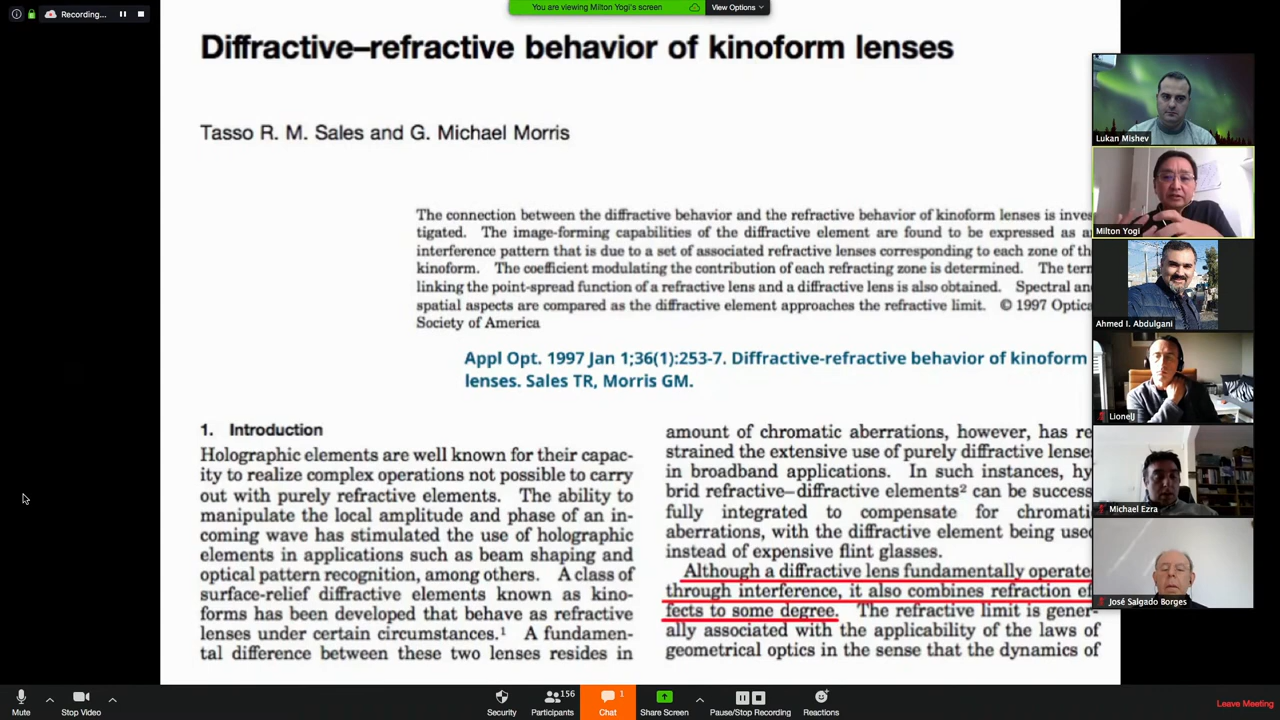 Recording...
You are viewing Milton Yogi's screen
View Options
Diffractive–refractive behavior of kinoform lenses
Tasso R. M. Sales and G. Michael Morris
The connection between the diffractive behavior and the refractive behavior of kinoform lenses is inves
tigated. The image-forming capabilities of the diffractive element are found to be expressed as an
interference pattern that is due to a set of associated refractive lenses corresponding to each zone of the
kinoform. The coefficient modulating the contribution of each refracting zone is determined. The term
linking the point-spread function of a refractive lens and a diffractive lens is also obtained. Spectral and
spatial aspects are compared as the diffractive element approaches the refractive limit. © 1997 Optica
Society of America
Appl Opt. 1997 Jan 1;36(1):253-7. Diffractive-refractive behavior of kinoform
lenses. Sales TR, Morris GM.
1. Introduction
Holographic elements are well known for their capac-
ity to realize complex operations not possible to carry
out with purely refractive elements. The ability to
manipulate the local amplitude and phase of an in-
coming wave has stimulated the use of holographic
elements in applications such as beam shaping and
optical pattern recognition, among others. A class of
surface-relief diffractive elements known as kino-
forms has been developed that behave as refractive
lenses under certain circumstances.¹ A fundamen-
tal difference between these two lenses resides in
amount of chromatic aberrations, however, has re
strained the extensive use of purely diffractive lenses
in broadband applications. In such instances, hy
brid refractive–diffractive elements² can be success
fully integrated to compensate for chromatic
aberrations, with the diffractive element being used
instead of expensive flint glasses.
Although a diffractive lens fundamentally operates
through interference, it also combines refraction ef
fects to some degree. The refractive limit is gener-
ally associated with the applicability of the laws of
geometrical optics in the sense that the dynamics of
Lukan Mishev
Milton Yogi
Ahmed I. Abdulgani
LionelJ
Michael Ezra
José Salgado Borges
Mute
Stop Video
Security
156
Participants
1
Chat
Share Screen
Pause/Stop Recording
Reactions
Leave Meeting